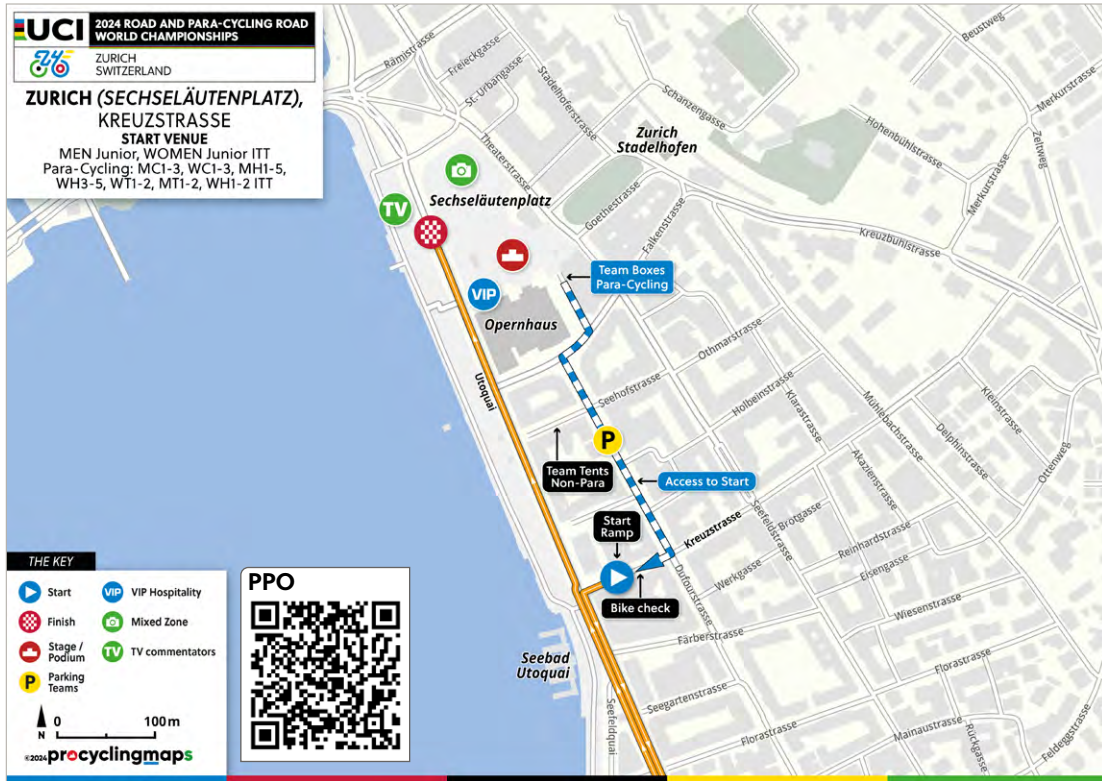 UCI
2024 ROAD AND PARA-CYCLING ROAD
WORLD CHAMPIONSHIPS
ZURICH
SWITZERLAND
ZURICH (SECHSELÄUTENPLATZ),
KREUZSTRASSE
START VENUE
MEN Junior, WOMEN Junior ITT
Para-Cycling: MC1-3, WC1-3, MH1-5,
WH3-5, WT1-2, MT1-2, WH1-2 ITT
Rämistrasse
Freieckgasse
St.-Urbangasse
Stadelhoferstrasse
Theaterstrasse
Schanzengasse
Zurich
Stadelhofen
Beustweg
Merkurstrasse
Hohenbühlstrasse
Zeltweg
Merkurstrasse
Kreuzbühlstrasse
Sechseläutenplatz
TV
Goethestrasse
Falkenstrasse
Team Boxes
Para-Cycling
VIP
Opernhaus
Utoquai
Othmarstrasse
Seehofstrasse
Holbeinstrasse
Klarastrasse
Mühlebachstrasse
Kleinstrasse
Delphinstrasse
Ottenweg
Akazienstrasse
P
Team Tents
Non-Para
Access to Start
Start
Ramp
Kreuzstrasse
Seefeldstrasse
Brotgasse
Reinhardstrasse
Eisengasse
Werkgasse
Dufourstrasse
Bike check
Wiesenstrasse
Färberstrasse
Florastrasse
Seebad
Utoquai
Seefeldquai
Seegartenstrasse
Florastrasse
Mainaustrasse
Rückgasse
Feldeggstrasse
THE KEY
Start
VIP
VIP Hospitality
Finish
Mixed Zone
Stage /
Podium
TV
TV commentators
P
Parking
Teams
N
0
100 m
©2024 procyclingmaps
PPO